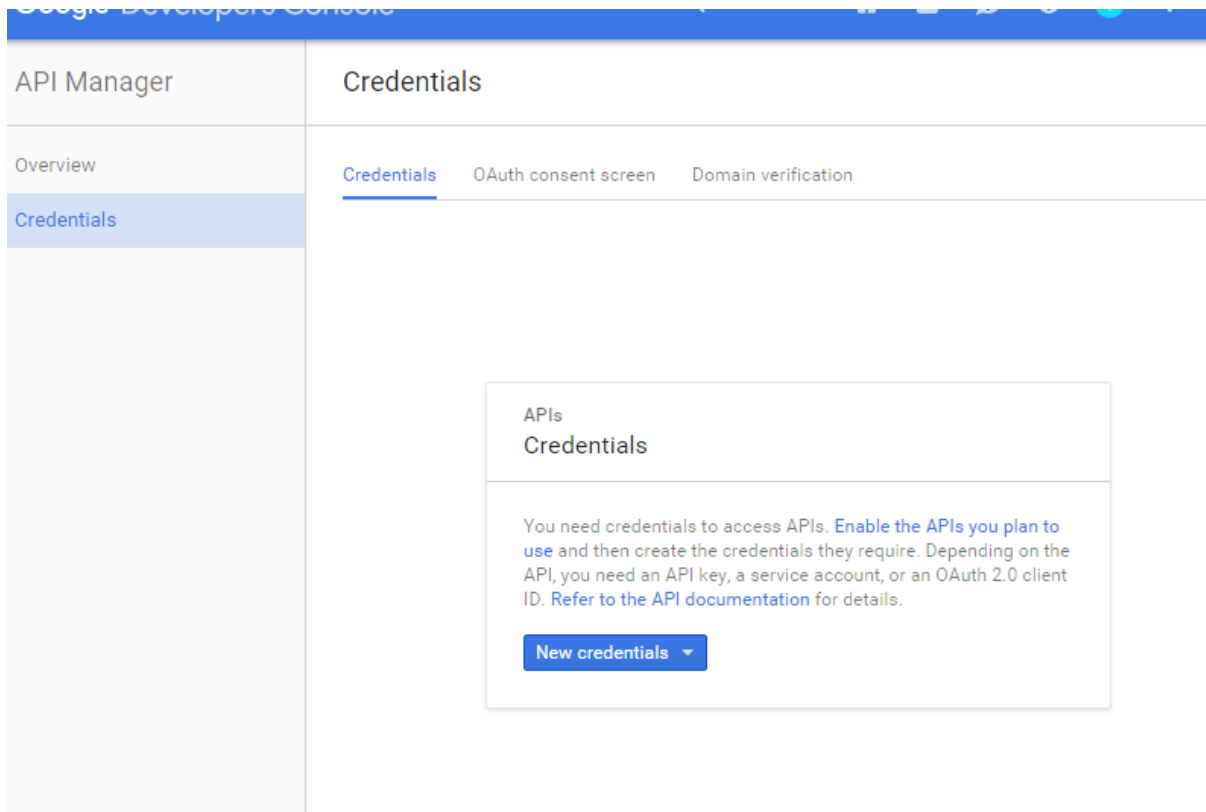 Google Developers Console
API Manager
Credentials
Overview
Credentials
Credentials OAuth consent screen Domain verification
APIs
Credentials
You need credentials to access APIs. Enable the APIs you plan to
use and then create the credentials they require. Depending on the
API, you need an API key, a service account, or an OAuth 2.0 client
ID. Refer to the API documentation for details.
New credentials